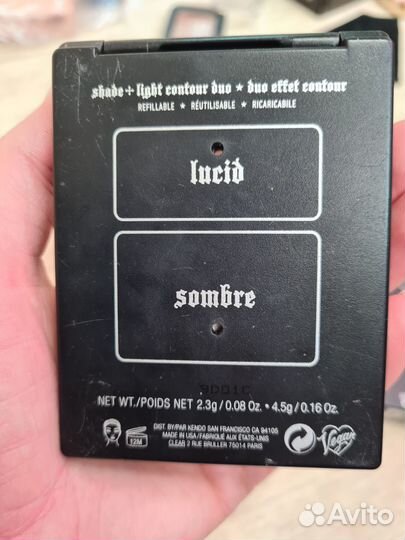 shade + light contour duo ★ duo effet contour
REFILLABLE ★ RÉUTILISABLE ★ RICARICABILE
lucid
sombre
9D01C
NET WT./POIDS NET 2.3g / 0.08 Oz. • 4.5g / 0.16 Oz.
12M
DIST. BY/PAR KENDO SAN FRANCISCO CA 94105
MADE IN USA / FABRIQUÉ AUX ÉTATS-UNIS
CLEAR 2 RUE BRULLER 75014 PARIS
Vegan
Avito